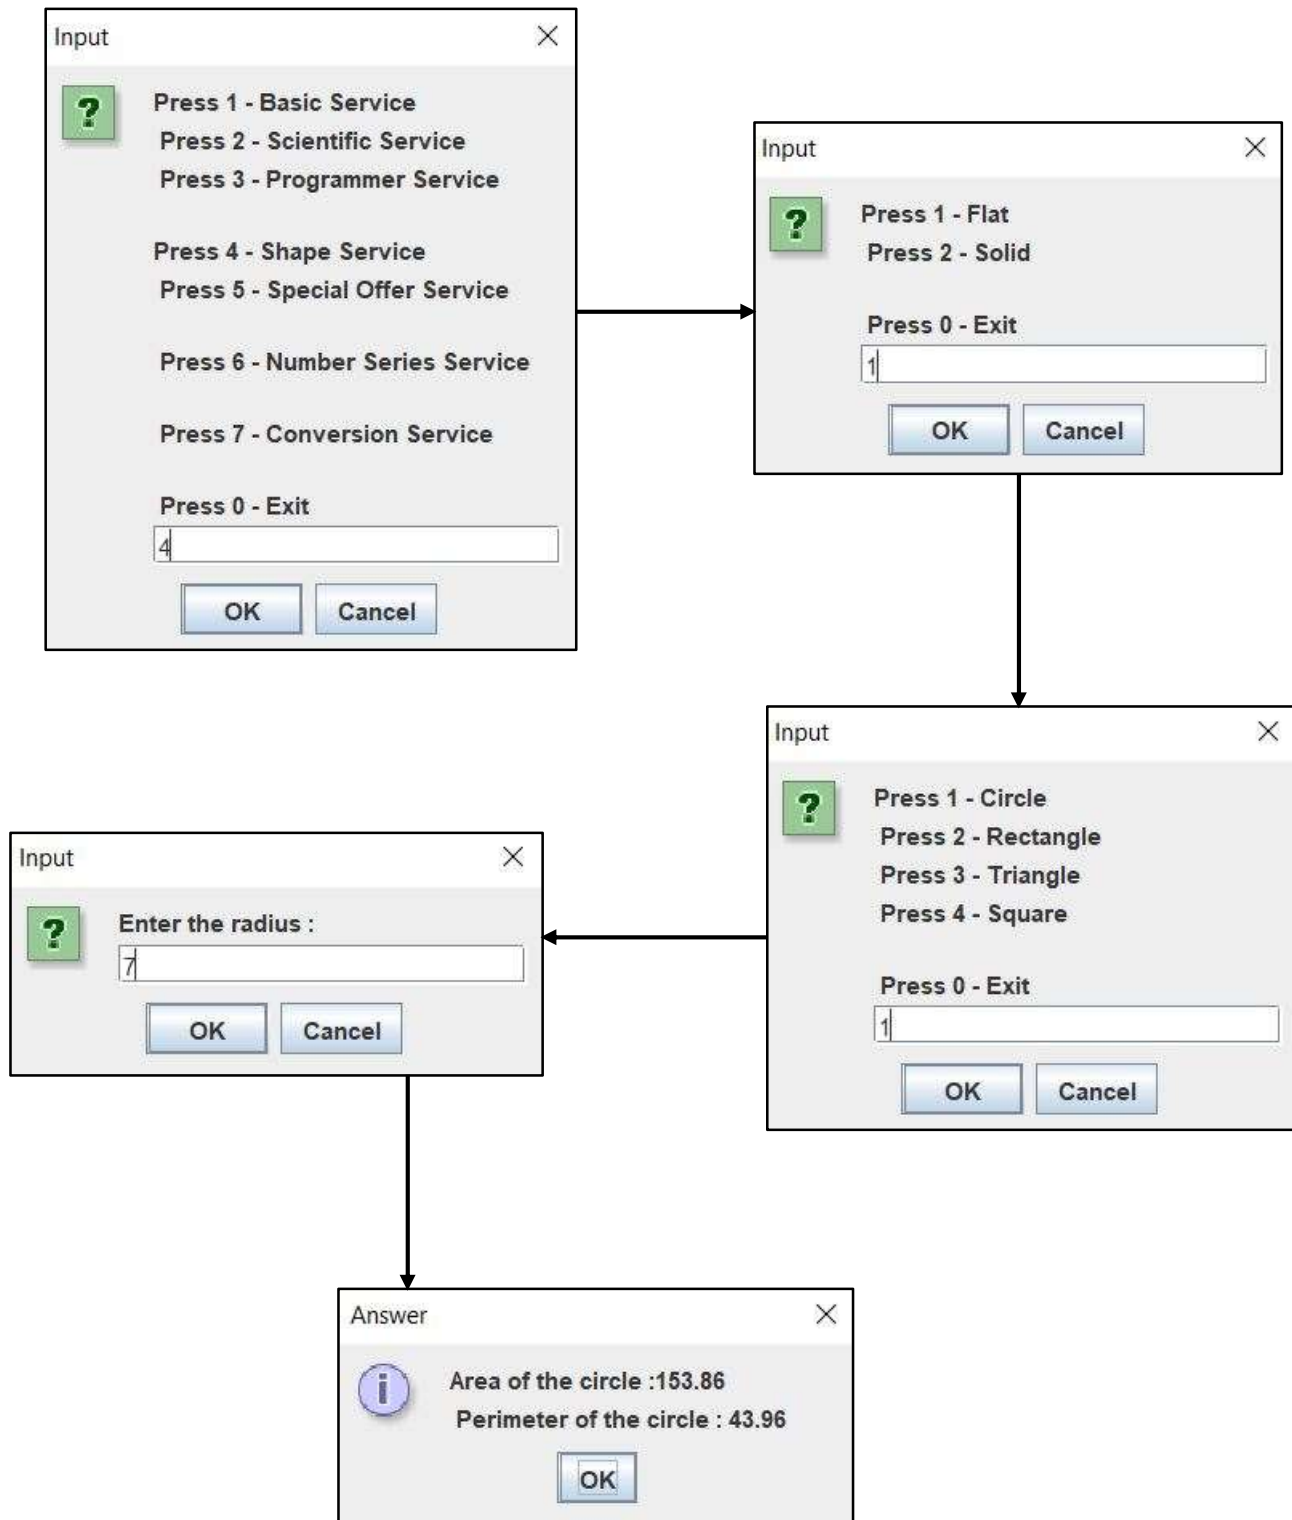 Input
Press 1 - Basic Service
Press 2 - Scientific Service
Press 3 - Programmer Service
Press 4 - Shape Service
Press 5 - Special Offer Service
Press 6 - Number Series Service
Press 7 - Conversion Service
Press 0 - Exit
4
OK Cancel
Input
Press 1 - Flat
Press 2 - Solid
Press 0 - Exit
1
OK Cancel
Input
Press 1 - Circle
Press 2 - Rectangle
Press 3 - Triangle
Press 4 - Square
Press 0 - Exit
1
OK Cancel
Input
Enter the radius :
7
OK Cancel
Answer
Area of the circle :153.86
Perimeter of the circle : 43.96
OK